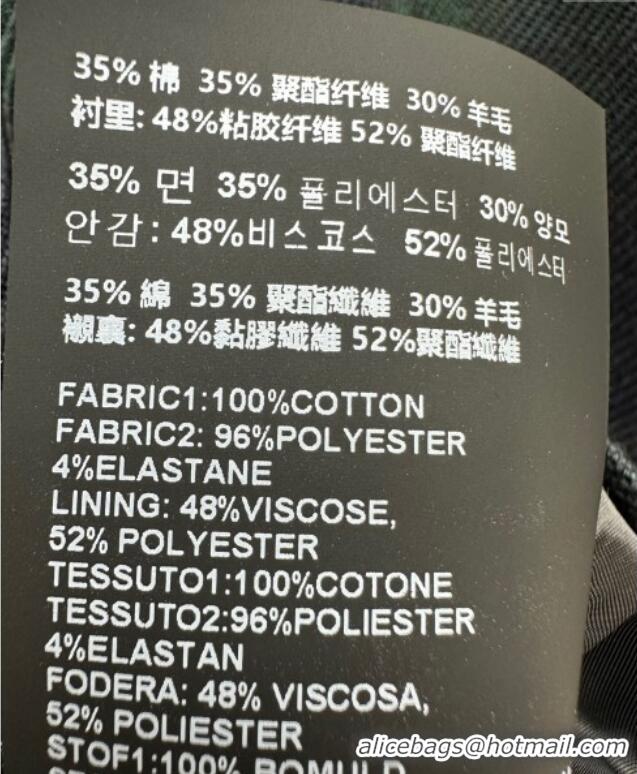 35% 棉 35% 聚酯纤维 30% 羊毛
衬里: 48%粘胶纤维 52% 聚酯纤维
35% 면 35% 폴리에스터 30% 양모
안감: 48%비스코스 52% 폴리에스터
35% 綿 35% 聚酯纖維 30% 羊毛
襯裏: 48%黏膠纖維 52%聚酯纖維
FABRIC1:100%COTTON
FABRIC2: 96%POLYESTER
4%ELASTANE
LINING: 48%VISCOSE,
52% POLYESTER
TESSUTO1:100%COTONE
TESSUTO2:96%POLIESTER
4%ELASTAN
FODERA: 48% VISCOSA,
52% POLIESTER
STOF1:100% BOMULD
alicebags@hotmail.com